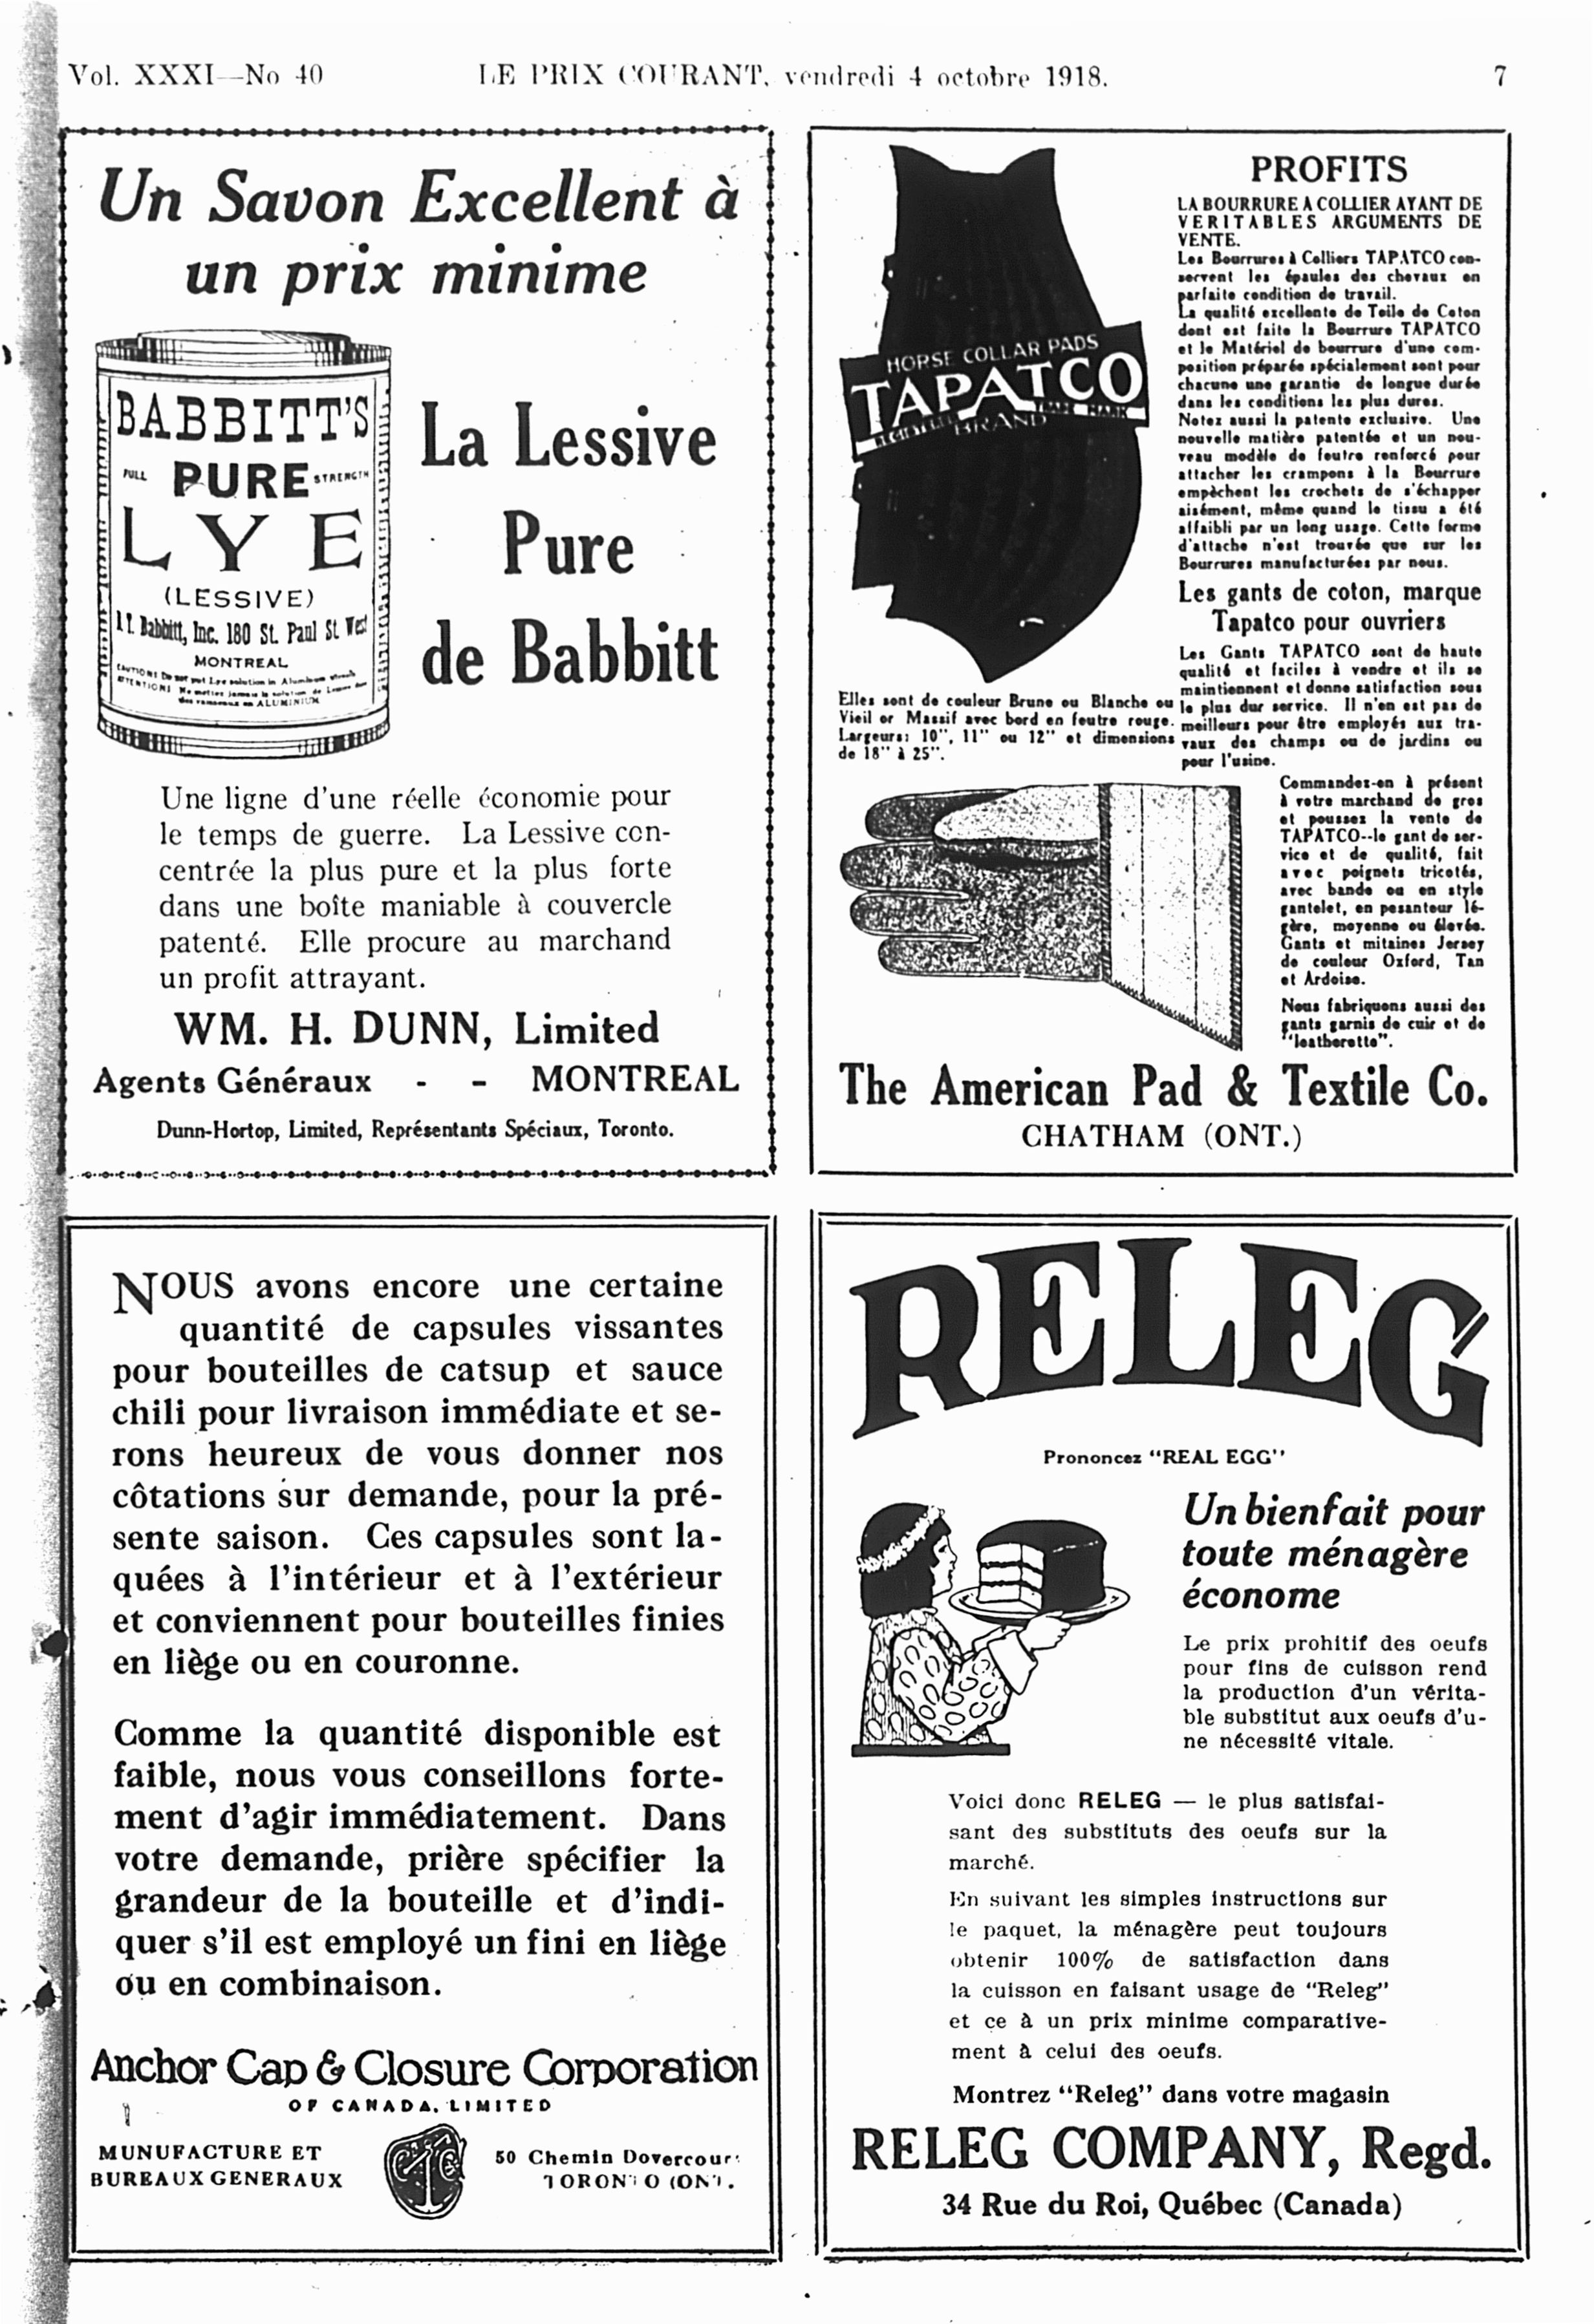 Vol. XXXI—No 40
LE PRIX COURANT, vendredi 4 octobre 1918.
7
Un Savon Excellent à
un prix minime
BABBITT'S
FULL PURE STRENGTH
LYE
(LESSIVE)
B. T. Babbitt, Inc. 180 St. Paul St. West
MONTREAL
CAUTION: Do not put Lye solution in Aluminum vessels
ATTENTION! Ne mettez jamais la solution de Lessive dans
des vaisseaux en ALUMINIUM
La Lessive
Pure
de Babbitt
Une ligne d'une réelle économie pour
le temps de guerre. La Lessive con-
centrée la plus pure et la plus forte
dans une boîte maniable à couvercle
patenté. Elle procure au marchand
un profit attrayant.
WM. H. DUNN, Limited
Agents Généraux - - MONTREAL
Dunn-Hortop, Limited, Représentants Spéciaux, Toronto.
HORSE COLLAR PADS
TAPATCO
REGISTERED TRADE MARK
BRAND
PROFITS
LA BOURRURE A COLLIER AYANT DE
VERITABLES ARGUMENTS DE
VENTE.
Les Bourrures à Colliers TAPATCO con-
servent les épaules des chevaux en
parfaite condition de travail.
La qualité excellente de Toile de Coton
dont est faite la Bourrure TAPATCO
et le Matériel de bourrure d'une com-
position préparée spécialement sont pour
chacune une garantie de longue durée
dans les conditions les plus dures.
Notez aussi la patente exclusive. Une
nouvelle matière patentée et un nou-
veau modèle de feutre renforcé pour
attacher les crampons à la Bourrure
empèchent les crochets de s'échapper
aisément, même quand le tissu a été
affaibli par un long usage. Cette forme
d'attache n'est trouvée que sur les
Bourrures manufacturées par nous.
Les gants de coton, marque
Tapatco pour ouvriers
Les Gants TAPATCO sont de haute
qualité et faciles à vendre et ils se
maintiennent et donne satisfaction sous
le plus dur service. Il n'en est pas de
meilleurs pour être employés aux tra-
vaux des champs ou de jardins ou
pour l'usine.
Elles sont de couleur Brune ou Blanche ou
Vieil or Massif avec bord en feutre rouge.
Largeurs: 10", 11" ou 12" et dimensions
de 18" à 25".
Commandez-en à présent
à votre marchand de gros
et poussez la vente de
TAPATCO--le gant de ser-
vice et de qualité, fait
avec poignets tricotés,
avec bande ou en style
gantelet, en pesanteur lé-
gère, moyenne ou élevée.
Gants et mitaines Jersey
de couleur Oxford, Tan
et Ardoise.
Nous fabriquons aussi des
gants garnis de cuir et de
"leatherette".
The American Pad & Textile Co.
CHATHAM (ONT.)
NOUS avons encore une certaine
quantité de capsules vissantes
pour bouteilles de catsup et sauce
chili pour livraison immédiate et se-
rons heureux de vous donner nos
côtations sur demande, pour la pré-
sente saison. Ces capsules sont la-
quées à l'intérieur et à l'extérieur
et conviennent pour bouteilles finies
en liège ou en couronne.
Comme la quantité disponible est
faible, nous vous conseillons forte-
ment d'agir immédiatement. Dans
votre demande, prière spécifier la
grandeur de la bouteille et d'indi-
quer s'il est employé un fini en liège
ou en combinaison.
Anchor Cap & Closure Corporation
OF CANADA, LIMITED
MUNUFACTURE ET
BUREAUX GENERAUX
50 Chemin Dovercourt
TORONTO (ONT.
RELEG
Prononcez "REAL EGG"
Un bienfait pour
toute ménagère
économe
Le prix prohitif des oeufs
pour fins de cuisson rend
la production d'un vérita-
ble substitut aux oeufs d'u-
ne nécessité vitale.
Voici donc RELEG — le plus satisfai-
sant des substituts des oeufs sur la
marché.
En suivant les simples instructions sur
le paquet, la ménagère peut toujours
obtenir 100% de satisfaction dans
la cuisson en faisant usage de "Releg"
et ce à un prix minime comparative-
ment à celui des oeufs.
Montrez "Releg" dans votre magasin
RELEG COMPANY, Regd.
34 Rue du Roi, Québec (Canada)